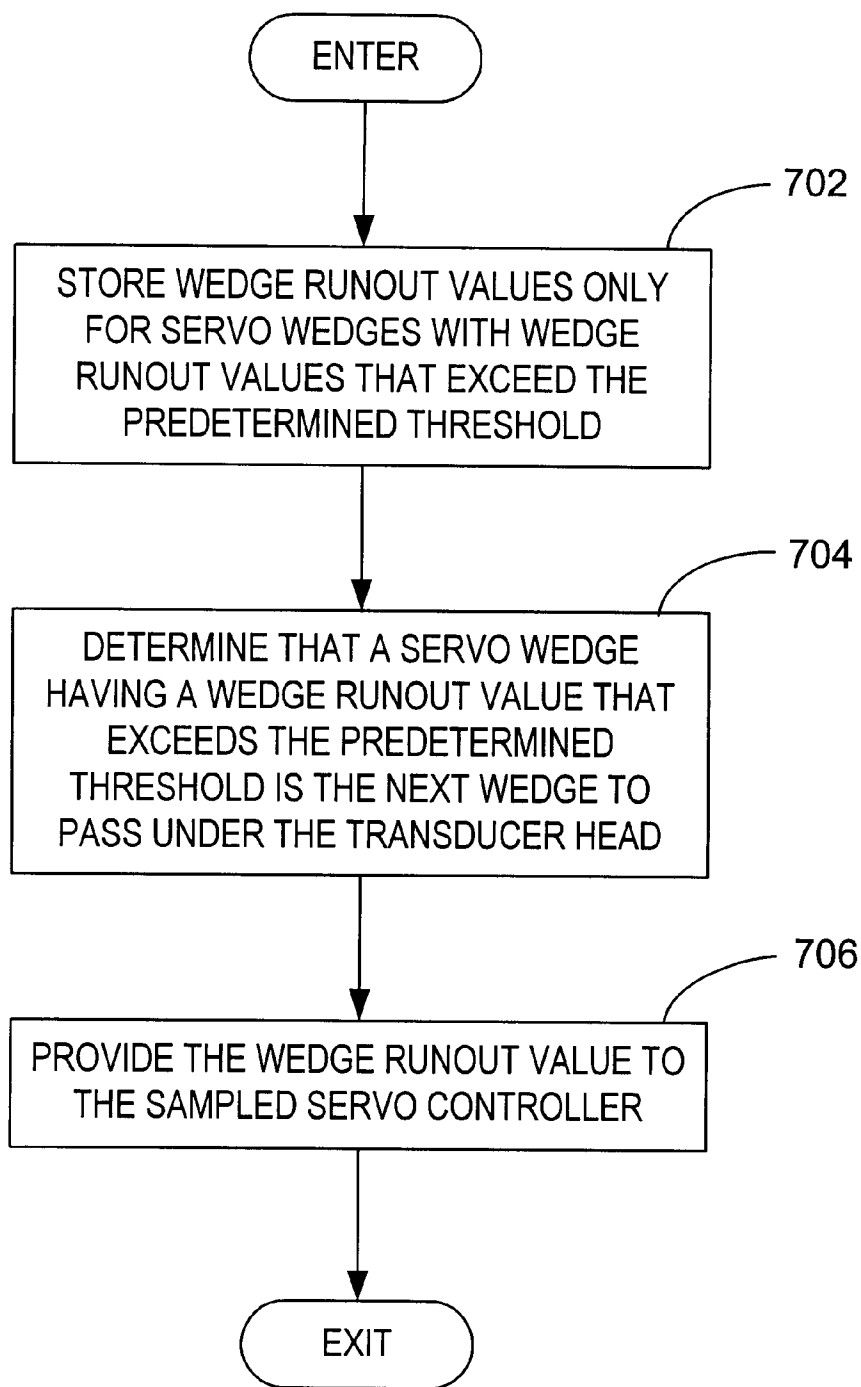 ENTER
702
STORE WEDGE RUNOUT VALUES ONLY
FOR SERVO WEDGES WITH WEDGE
RUNOUT VALUES THAT EXCEED THE
PREDETERMINED THRESHOLD
704
DETERMINE THAT A SERVO WEDGE
HAVING A WEDGE RUNOUT VALUE THAT
EXCEEDS THE PREDETERMINED
THRESHOLD IS THE NEXT WEDGE TO
PASS UNDER THE TRANSDUCER HEAD
706
PROVIDE THE WEDGE RUNOUT VALUE TO
THE SAMPLED SERVO CONTROLLER
EXIT